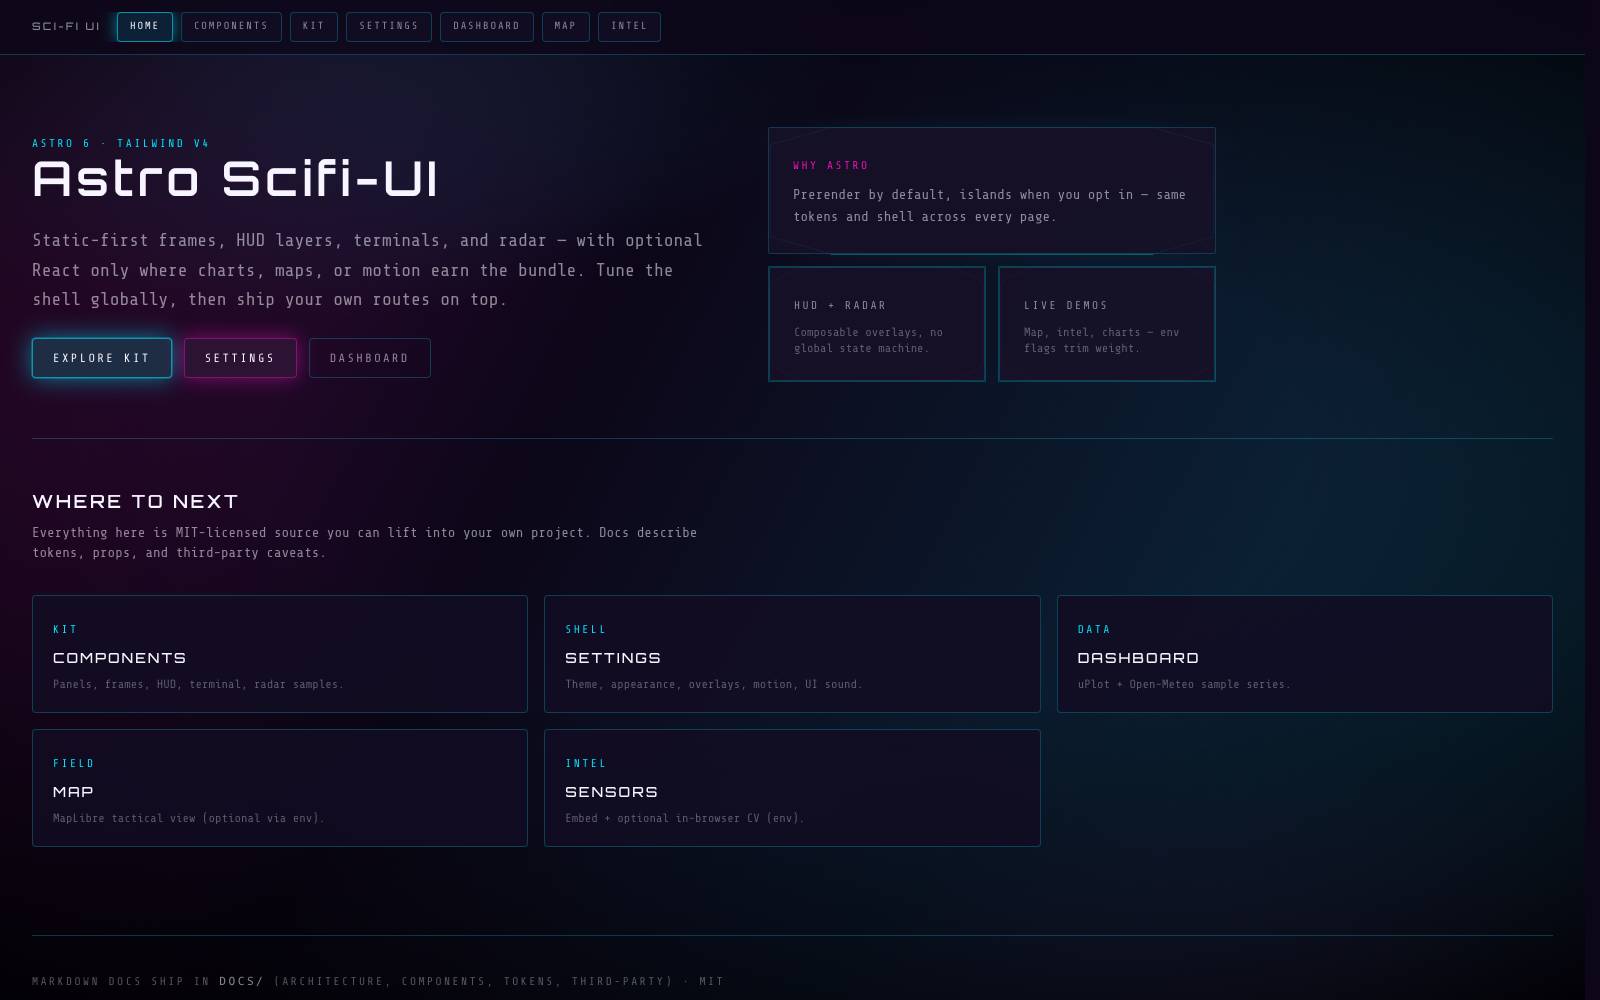 SCI-FI UI
HOME
COMPONENTS
KIT
SETTINGS
DASHBOARD
MAP
INTEL
ASTRO 6 · TAILWIND V4
Astro Scifi-UI
Static-first frames, HUD layers, terminals, and radar — with optional
React only where charts, maps, or motion earn the bundle. Tune the
shell globally, then ship your own routes on top.
EXPLORE KIT
SETTINGS
DASHBOARD
WHY ASTRO
Prerender by default, islands when you opt in — same
tokens and shell across every page.
HUD + RADAR
Composable overlays, no
global state machine.
LIVE DEMOS
Map, intel, charts — env
flags trim weight.
WHERE TO NEXT
Everything here is MIT-licensed source you can lift into your own project. Docs describe
tokens, props, and third-party caveats.
KIT
COMPONENTS
Panels, frames, HUD, terminal, radar samples.
SHELL
SETTINGS
Theme, appearance, overlays, motion, UI sound.
DATA
DASHBOARD
uPlot + Open-Meteo sample series.
FIELD
MAP
MapLibre tactical view (optional via env).
INTEL
SENSORS
Embed + optional in-browser CV (env).
MARKDOWN DOCS SHIP IN DOCS/ (ARCHITECTURE, COMPONENTS, TOKENS, THIRD-PARTY) · MIT